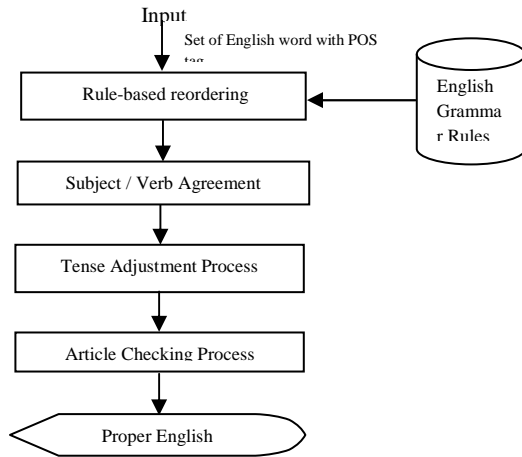 Input
Set of English word with POS
tag
Rule-based reordering
English
Gramma
r Rules
Subject / Verb Agreement
Tense Adjustment Process
Article Checking Process
Proper English